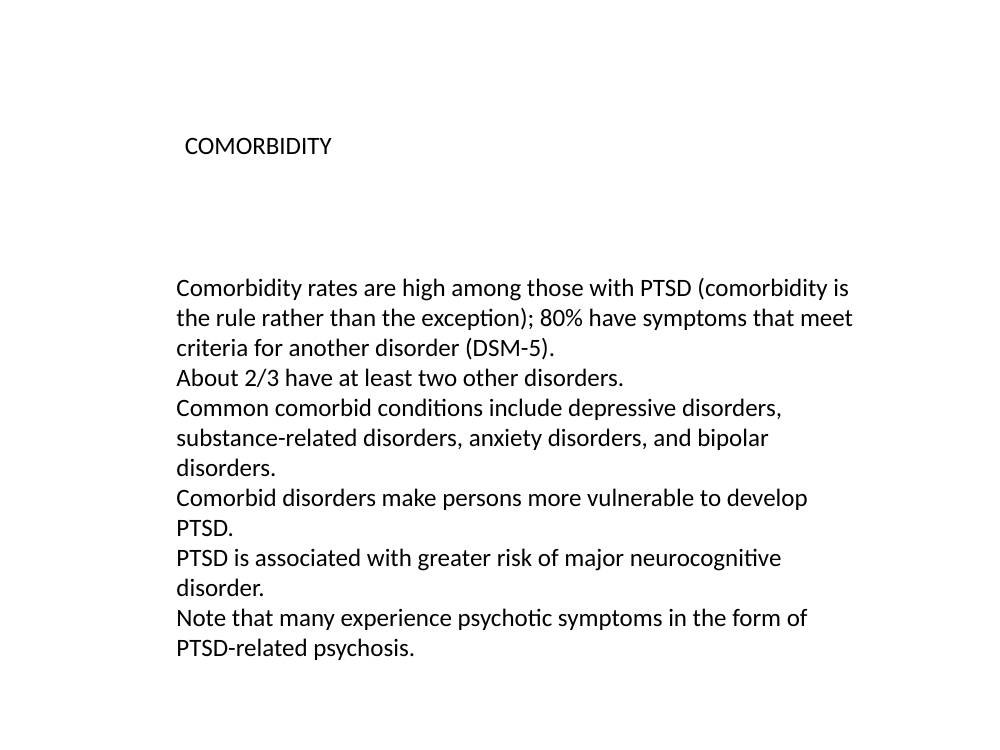 COMORBIDITY
Comorbidity rates are high among those with PTSD (comorbidity is
the rule rather than the exception); 80% have symptoms that meet
criteria for another disorder (DSM-5).
About 2/3 have at least two other disorders.
Common comorbid conditions include depressive disorders,
substance-related disorders, anxiety disorders, and bipolar
disorders.
Comorbid disorders make persons more vulnerable to develop
PTSD.
PTSD is associated with greater risk of major neurocognitive
disorder.
Note that many experience psychotic symptoms in the form of
PTSD-related psychosis.